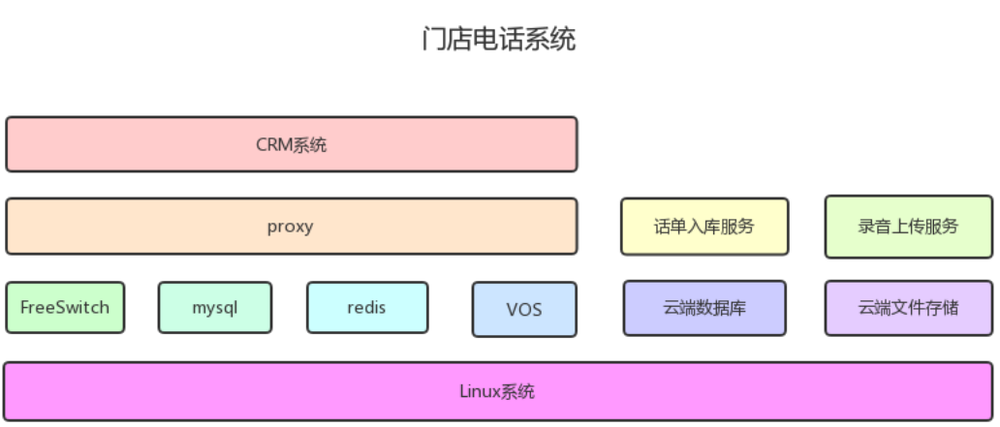 门店电话系统
CRM系统
proxy
话单入库服务
录音上传服务
FreeSwitch
mysql
redis
VOS
云端数据库
云端文件存储
Linux系统